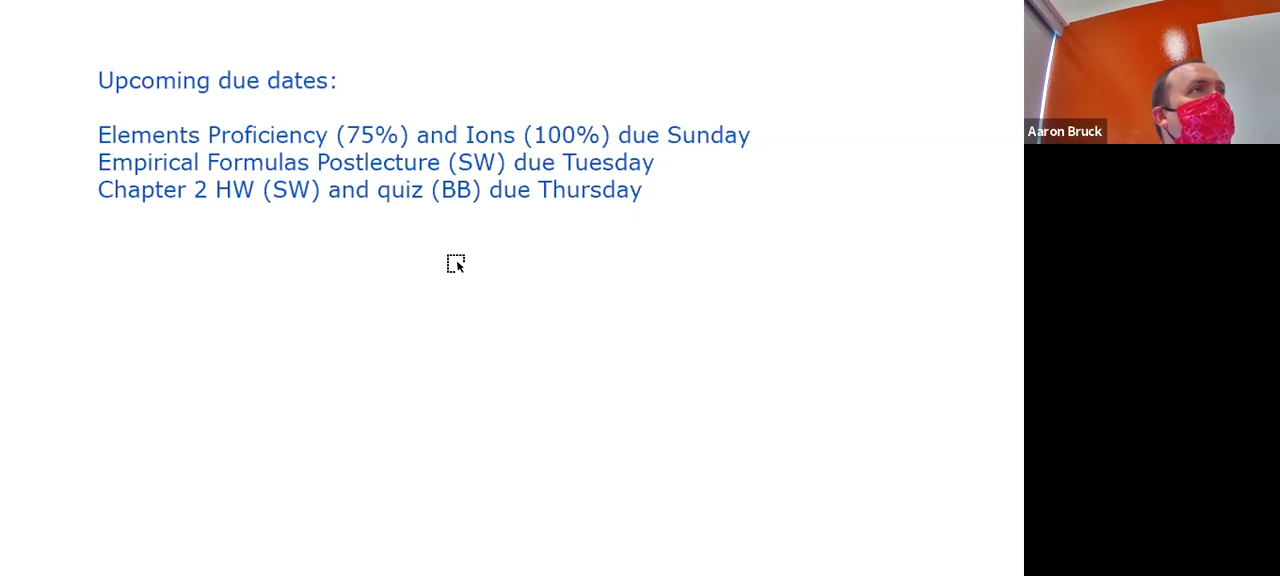 Upcoming due dates:
Elements Proficiency (75%) and Ions (100%) due Sunday
Empirical Formulas Postlecture (SW) due Tuesday
Chapter 2 HW (SW) and quiz (BB) due Thursday
Aaron Bruck